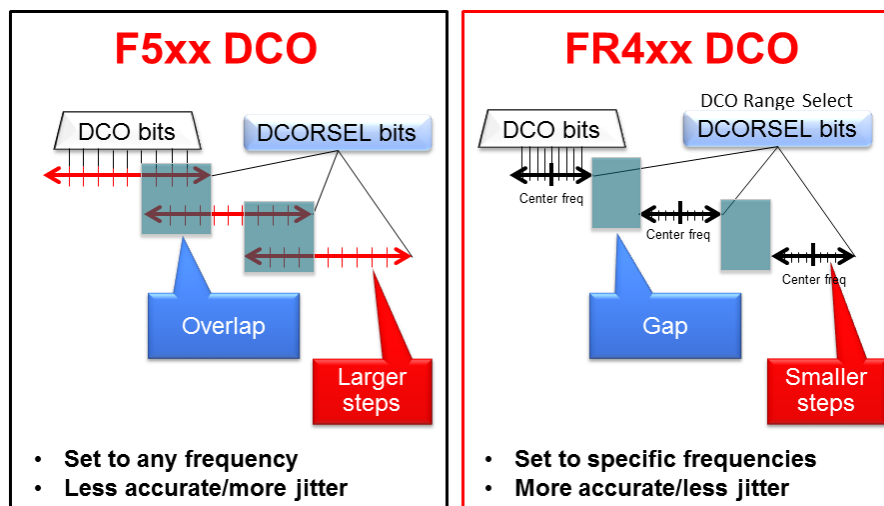 F5xx DCO
DCO bits
DCORSEL bits
Overlap
Larger
steps
• Set to any frequency
• Less accurate/more jitter
FR4xx DCO
DCO Range Select
DCO bits
DCORSEL bits
Center freq
Center freq
Center freq
Gap
Smaller
steps
• Set to specific frequencies
• More accurate/less jitter